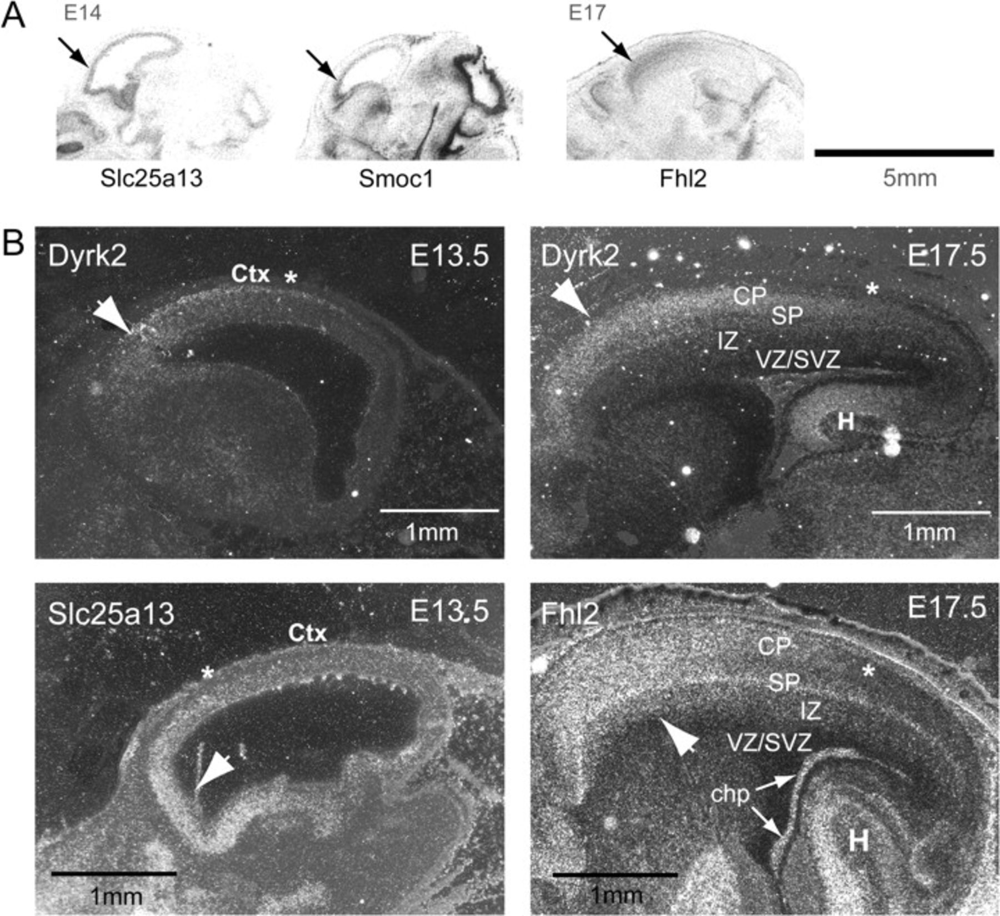 A
E14
E17
Slc25a13
Smoc1
Fhl2
5mm
B
Dyrk2
E13.5
Ctx *
1mm
Dyrk2
E17.5
*
CP
SP
IZ
VZ/SVZ
H
1mm
Slc25a13
E13.5
Ctx
*
1mm
Fhl2
E17.5
CP
*
SP
IZ
VZ/SVZ
chp
H
1mm